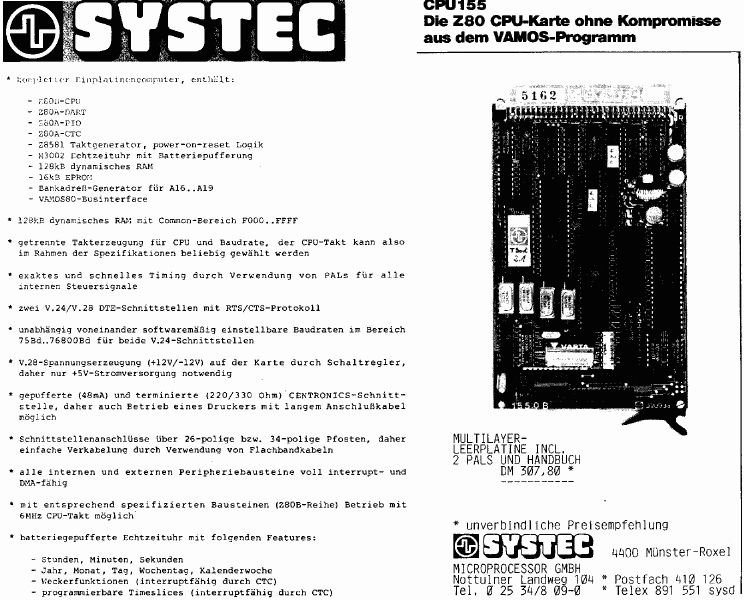 SYSTEC
* Kompletter Einplatinencomputer, enthält:
- Z80B-CPU
- Z80A-DART
- Z80A-PIO
- Z80A-CTC
- Z8581 Taktgenerator, power-on-reset Logik
- M3002 Echtzeituhr mit Batteriepufferung
- 128kB dynamisches RAM
- 16kB EPROM
- Bankadreß-Generator für A16..A19
- VAMOS80-Businterface
* 128kB dynamisches RAM mit Common-Bereich F000..FFFF
* getrennte Takterzeugung für CPU und Baudrate, der CPU-Takt kann also
im Rahmen der Spezifikationen beliebig gewählt werden
* exaktes und schnelles Timing durch Verwendung von PALs für alle
internen Steuersignale
* zwei V.24/V.28 DTE-Schnittstellen mit RTS/CTS-Protokoll
* unabhängig voneinander softwaremäßig einstellbare Baudraten im Bereich
75Bd..76800Bd für beide V.24-Schnittstellen
* V.28-Spannungserzeugung (+12V/-12V) auf der Karte durch Schaltregler,
daher nur +5V-Stromversorgung notwendig
* gepufferte (48mA) und terminierte (220/330 Ohm) CENTRONICS-Schnitt-
stelle, daher auch Betrieb eines Druckers mit langem Anschlußkabel
möglich
* Schnittstellenanschlüsse über 26-polige bzw. 34-polige Pfosten, daher
einfache Verkabelung durch Verwendung von Flachbandkabeln
* alle internen und externen Peripheriebausteine voll interrupt- und
DMA-fähig
* mit entsprechend spezifizierten Bausteinen (Z80B-Reihe) Betrieb mit
6MHz CPU-Takt möglich
* batteriegepufferte Echtzeituhr mit folgenden Features:
- Stunden, Minuten, Sekunden
- Jahr, Monat, Tag, Wochentag, Kalenderwoche
- Weckerfunktionen (interruptfähig durch CTC)
- programmierbare Timeslices (interruptfähig durch CTC)
CPU155
Die Z80 CPU-Karte ohne Kompromisse
aus dem VAMOS-Programm
5162
SYSTEC
VARTA
1550B
MULTILAYER-
LEERPLATINE INCL.
2 PALS UND HANDBUCH
DM 307,80 *
-----------
* unverbindliche Preisempfehlung
SYSTEC 4400 Münster-Roxel
MICROPROCESSOR GMBH
Nottulner Landweg 104 * Postfach 410 126
Tel. 0 25 34/8 09-0 * Telex 891 551 sysd